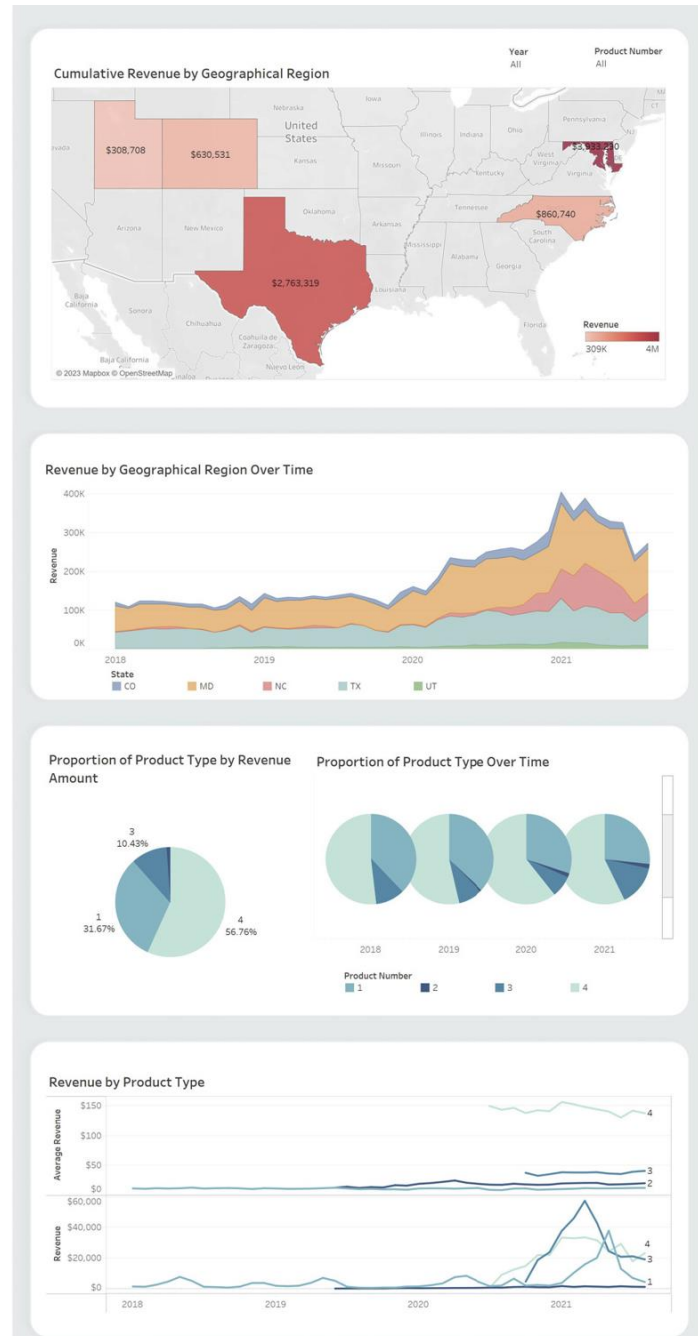 Year
Product Number
All
All
Cumulative Revenue by Geographical Region
Iowa
Nebraska
United
States
Illinois
Indiana
Ohio
Pennsylvania
NJ
CT
$308,708
$630,531
Kansas
Missouri
West
Virginia
Virginia
Kentucky
Arizona
New Mexico
Oklahoma
Arkansas
Tennessee
$860,740
South
Carolina
Mississippi
Alabama
Georgia
$2,763,319
Louisiana
Baja
California
Sonora
Chihuahua
Coahuila de
Zaragoza
Nuevo León
Florida
Baja California
Revenue
309K
4M
© 2023 Mapbox © OpenStreetMap
Revenue by Geographical Region Over Time
400K
300K
200K
100K
0K
Revenue
2018
2019
2020
2021
State
CO
MD
NC
TX
UT
Proportion of Product Type by Revenue
Amount
3
10.43%
1
31.67%
4
56.76%
Proportion of Product Type Over Time
2018
2019
2020
2021
Product Number
1
2
3
4
Revenue by Product Type
Average Revenue
$150
$100
$50
$0
4
3
2
Revenue
$60,000
$40,000
$20,000
$0
4
3
1
2018
2019
2020
2021